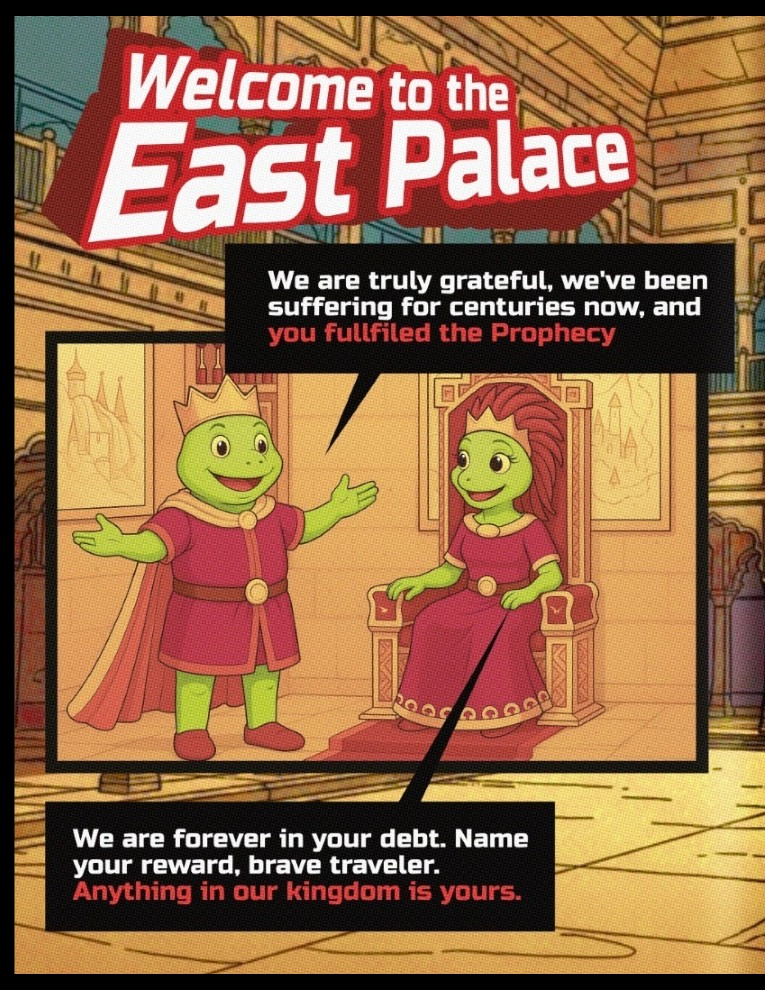 Welcome to the
East Palace
We are truly grateful, we've been
suffering for centuries now, and
you fullfiled the Prophecy
We are forever in your debt. Name
your reward, brave traveler.
Anything in our kingdom is yours.